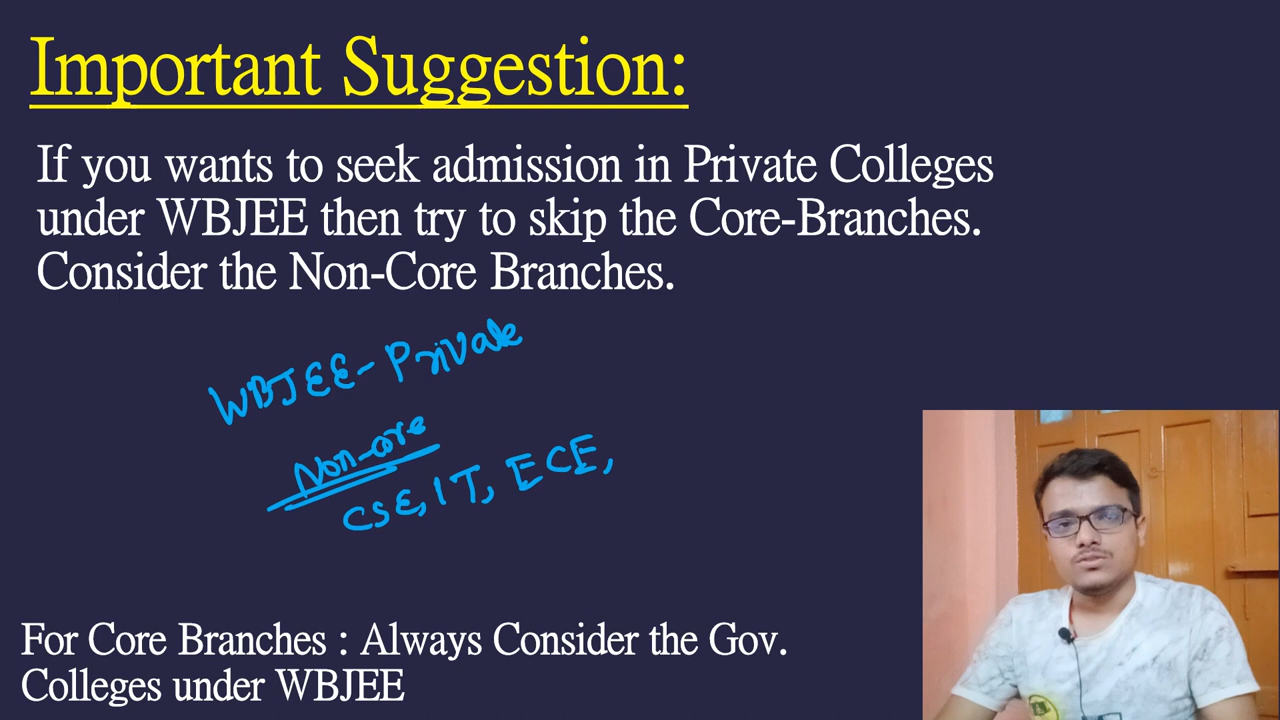 Important Suggestion:
If you wants to seek admission in Private Colleges
under WBJEE then try to skip the Core-Branches.
Consider the Non-Core Branches.
WBJEE-Private
Non-core
CSE, IT, ECE,
For Core Branches : Always Consider the Gov.
Colleges under WBJEE